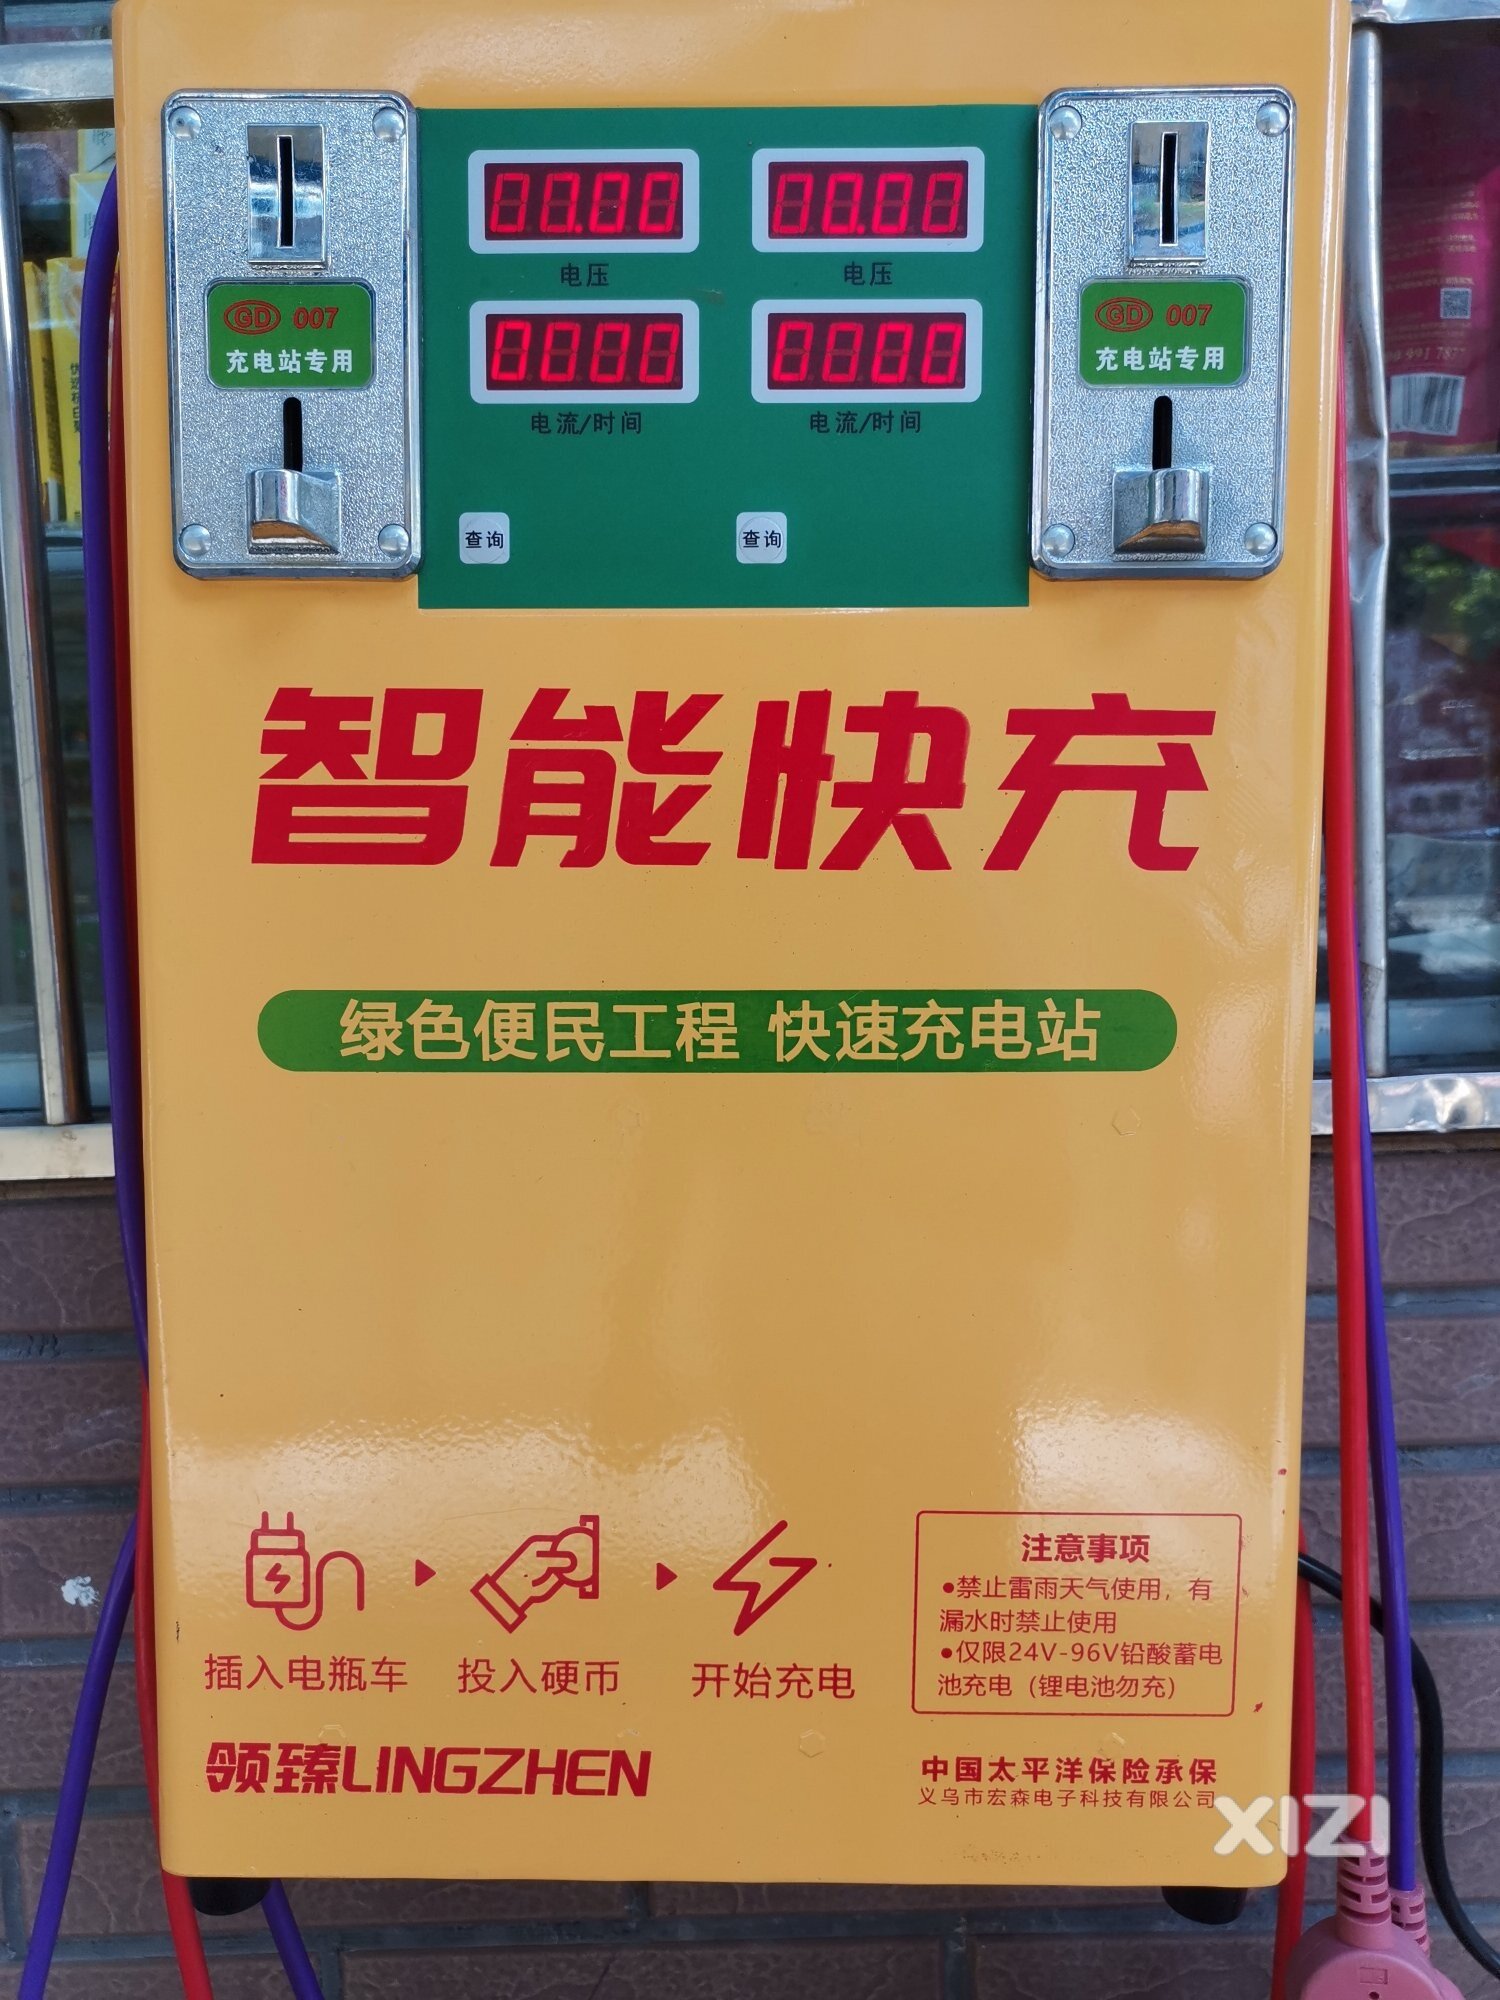 00.00
00.00
电压
电压
GD 007
充电站专用
0000
0000
GD 007
充电站专用
电流/时间
电流/时间
查询
查询
智能快充
绿色便民工程 快速充电站
注意事项
●禁止雷雨天气使用，有
漏水时禁止使用
●仅限24V-96V铅酸蓄电
池充电（锂电池勿充）
插入电瓶车
投入硬币
开始充电
领臻LINGZHEN
中国太平洋保险承保
义乌市宏森电子科技有限公司
XIZI